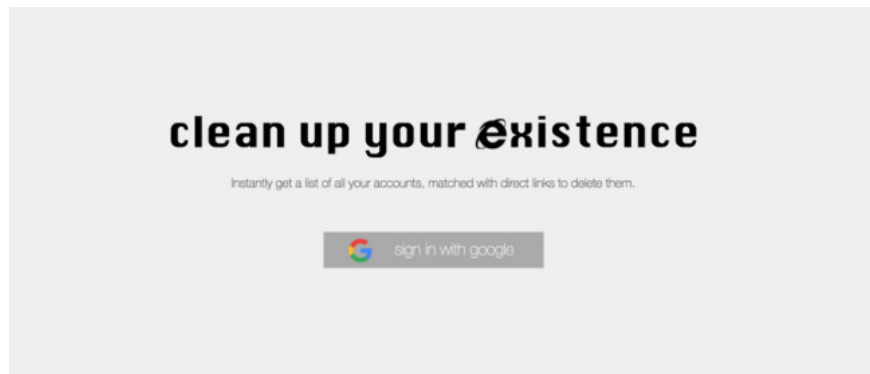 clean up your existence
Instantly get a list of all your accounts, matched with direct links to delete them.
sign in with google